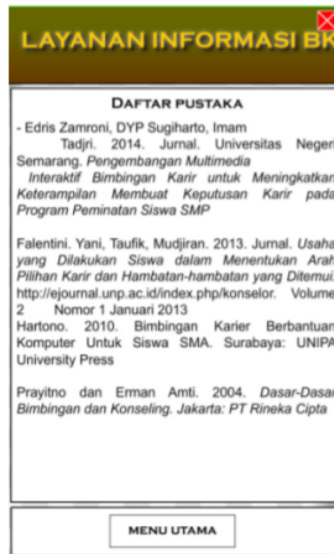 LAYANAN INFORMASI BK
DAFTAR PUSTAKA
- Edris Zamroni, DYP Sugiharto, Imam
Tadjri. 2014. Jurnal. Universitas Negeri
Semarang. Pengembangan Multimedia
Interaktif Bimbingan Karir untuk Meningkatkan
Keterampilan Membuat Keputusan Karir pada
Program Peminatan Siswa SMP
Falentini. Yani, Taufik, Mudjiran. 2013. Jurnal. Usaha
yang Dilakukan Siswa dalam Menentukan Arah
Pilihan Karir dan Hambatan-hambatan yang Ditemui.
http://ejournal.unp.ac.id/index.php/konselor. Volume
2 Nomor 1 Januari 2013
Hartono. 2010. Bimbingan Karier Berbantuan
Komputer Untuk Siswa SMA. Surabaya: UNIPA
University Press
Prayitno dan Erman Amti. 2004. Dasar-Dasar
Bimbingan dan Konseling. Jakarta: PT Rineka Cipta
MENU UTAMA